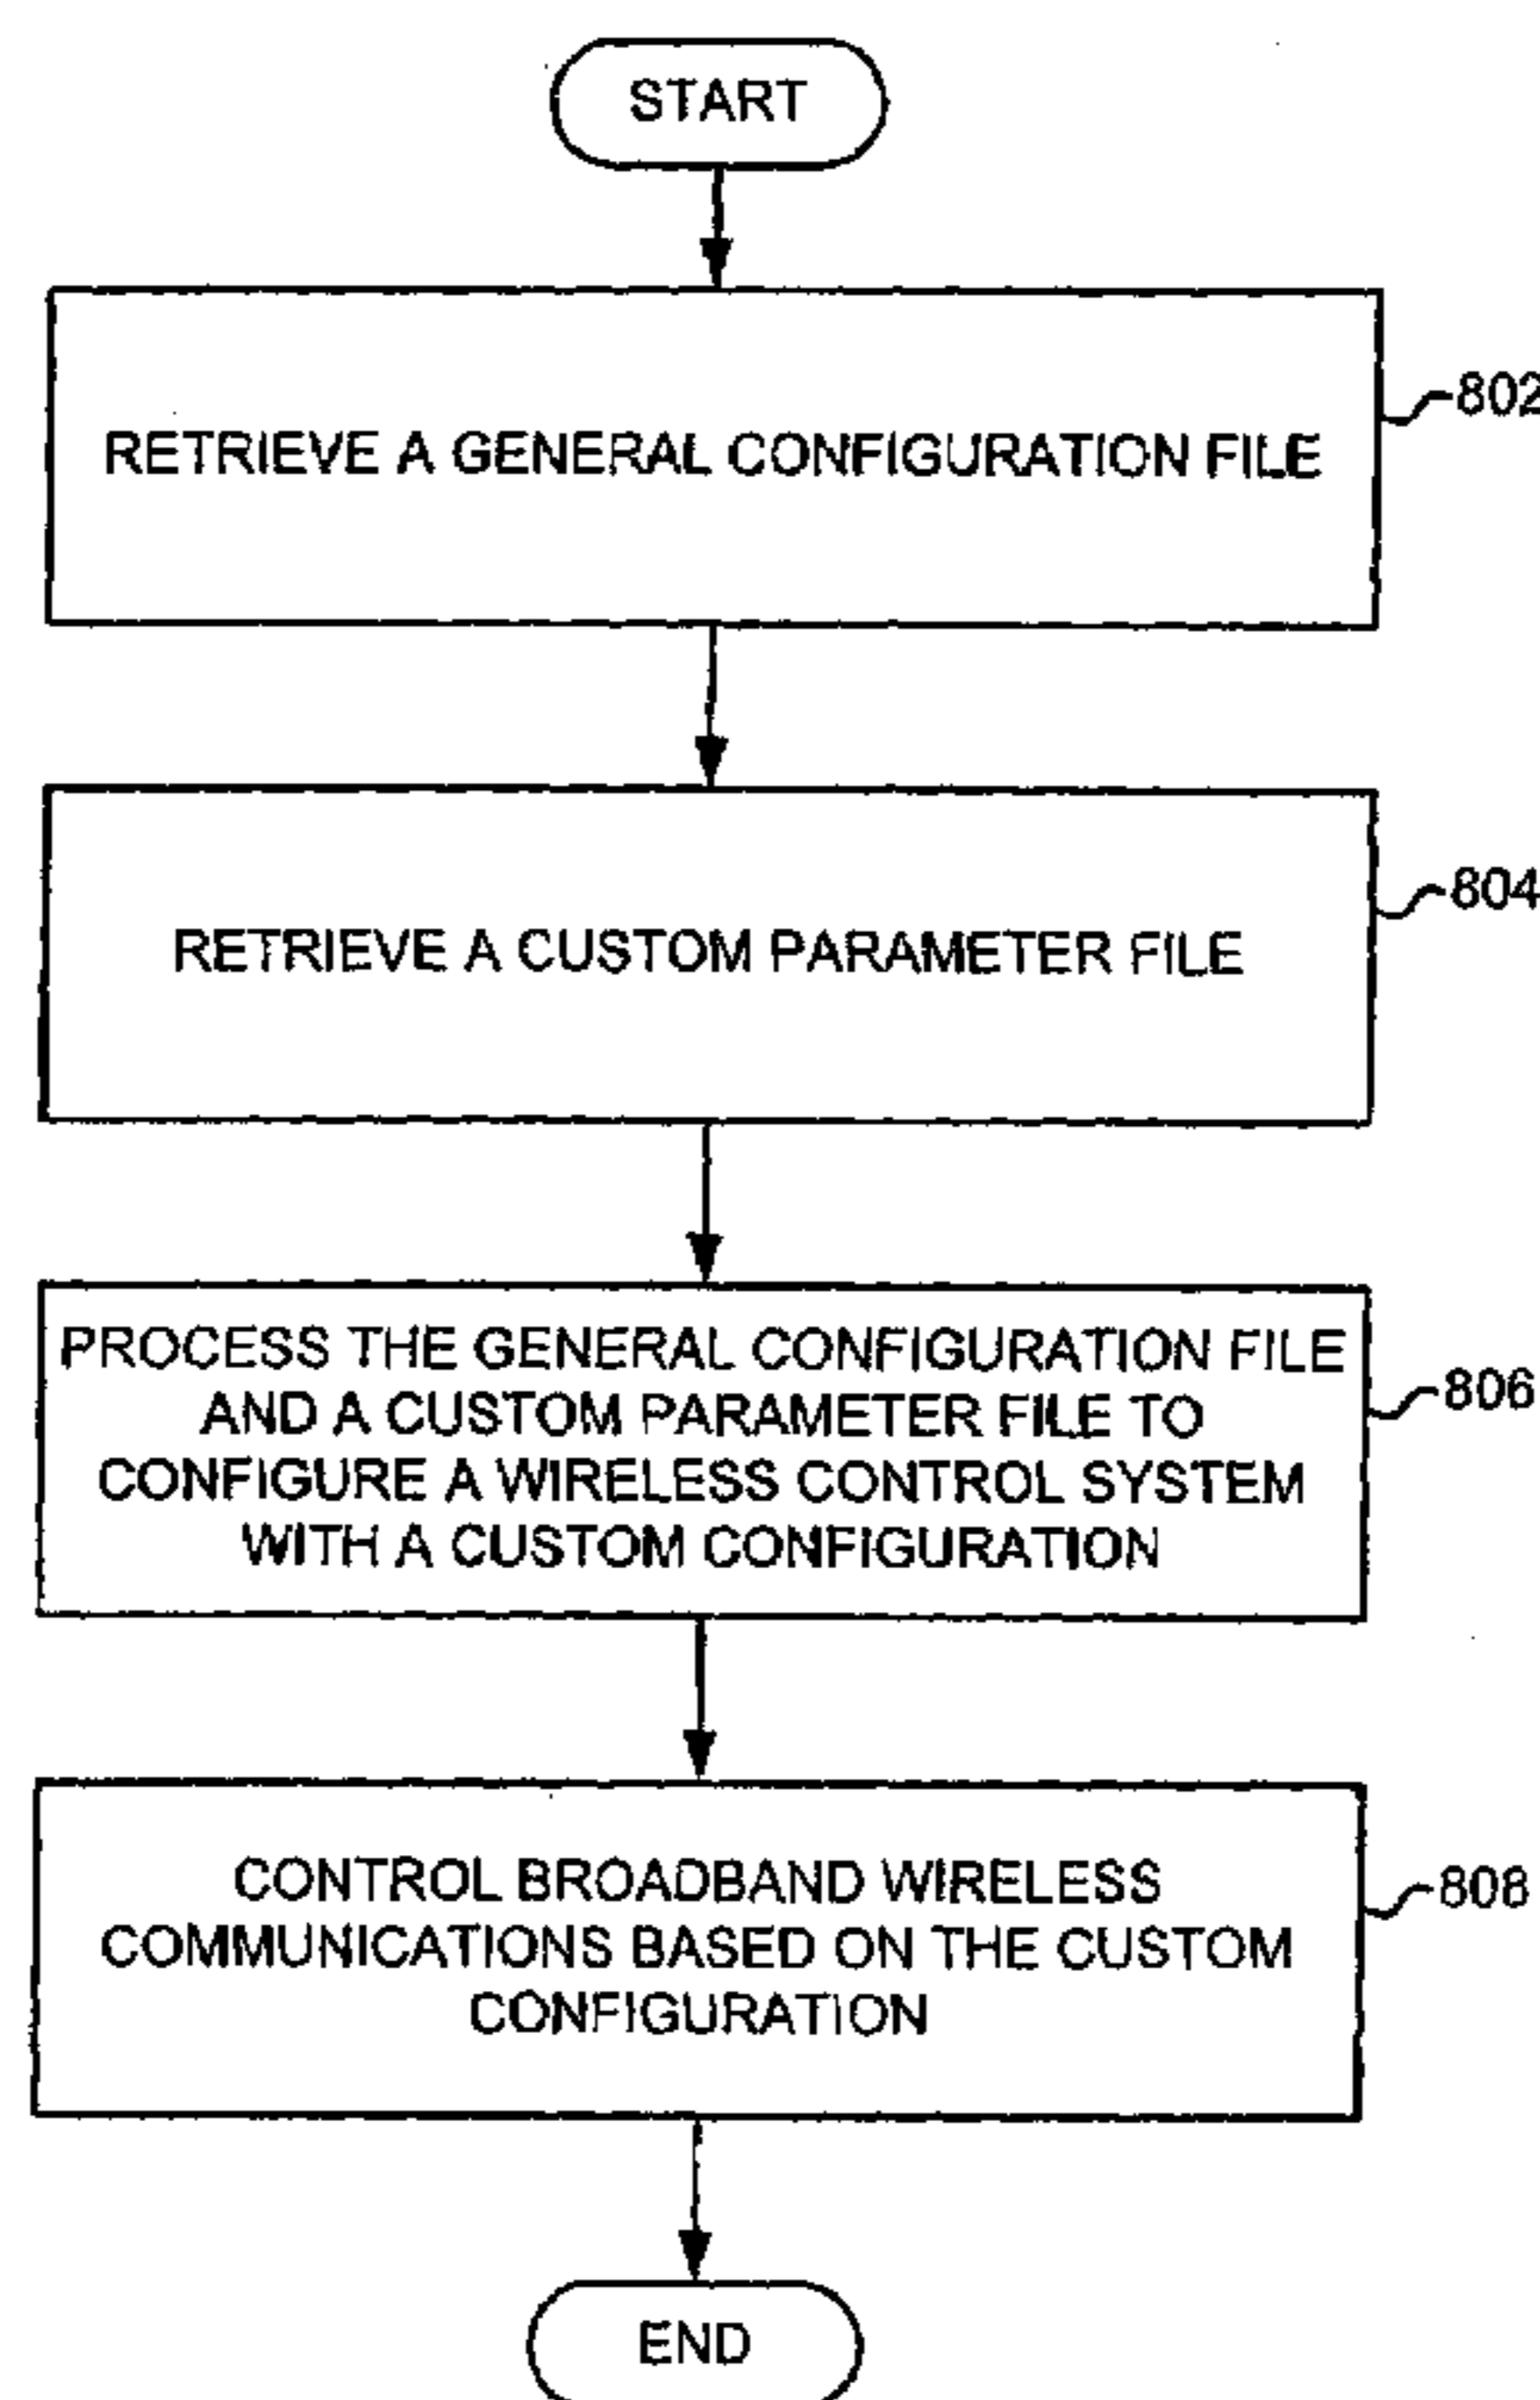 START
RETRIEVE A GENERAL CONFIGURATION FILE
802
RETRIEVE A CUSTOM PARAMETER FILE
804
PROCESS THE GENERAL CONFIGURATION FILE
AND A CUSTOM PARAMETER FILE TO
CONFIGURE A WIRELESS CONTROL SYSTEM
WITH A CUSTOM CONFIGURATION
806
CONTROL BROADBAND WIRELESS
COMMUNICATIONS BASED ON THE CUSTOM
CONFIGURATION
808
END